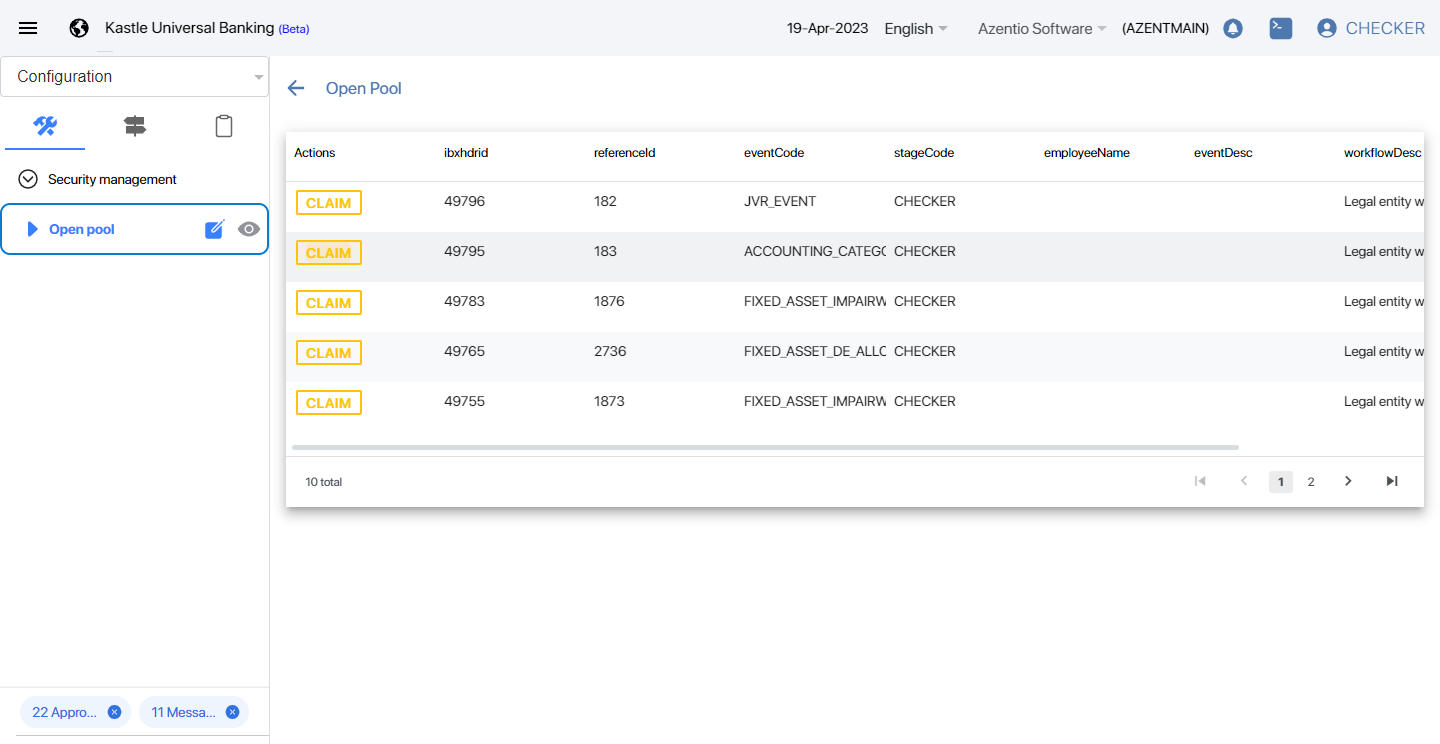 Kastle Universal Banking (Beta)
19-Apr-2023 English Azentio Software (AZENTMAIN) CHECKER
Configuration
Security management
Open pool
22 Appro...
11 Messa...
Open Pool
Actions ibxhdrid referenceId eventCode stageCode employeeName eventDesc workflowDesc
CLAIM 49796 182 JVR_EVENT CHECKER Legal entity w
CLAIM 49795 183 ACCOUNTING_CATEGO CHECKER Legal entity w
CLAIM 49783 1876 FIXED_ASSET_IMPAIRW CHECKER Legal entity w
CLAIM 49765 2736 FIXED_ASSET_DE_ALLO CHECKER Legal entity w
CLAIM 49755 1873 FIXED_ASSET_IMPAIRW CHECKER Legal entity w
10 total
1 2